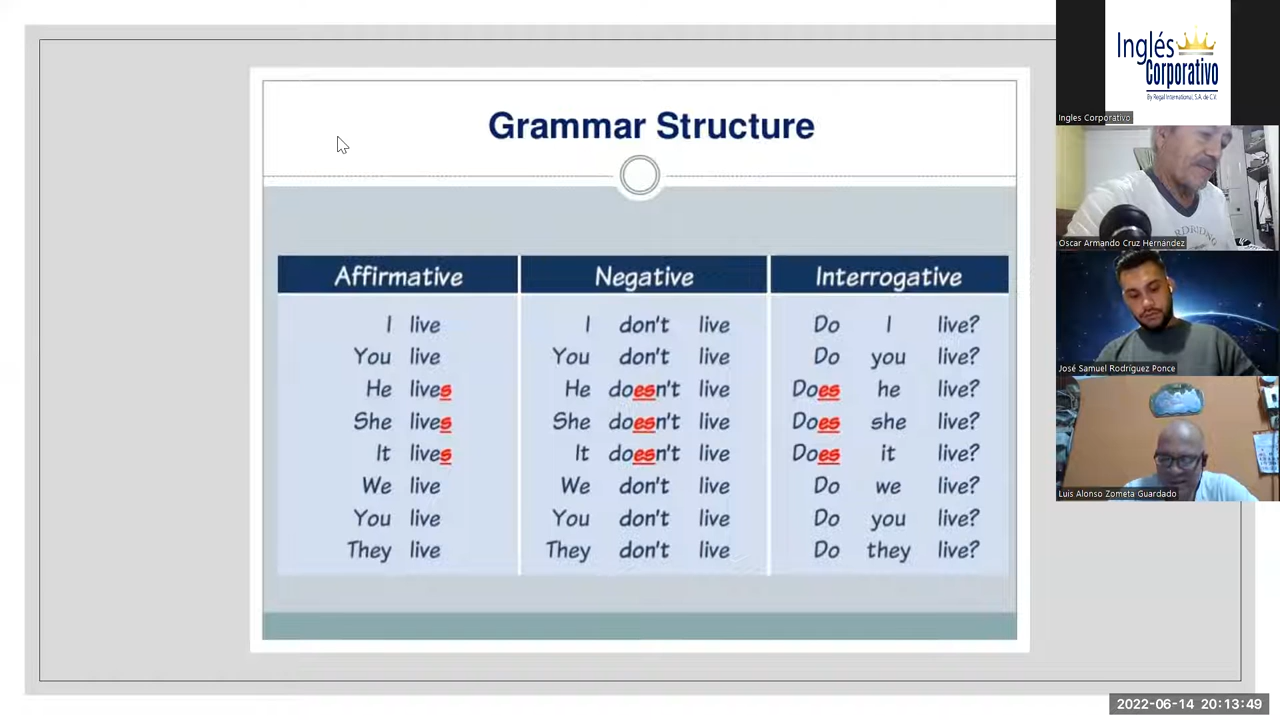 Grammar Structure
Affirmative Negative Interrogative
I live I don't live Do I live?
You live You don't live Do you live?
He lives He doesn't live Does he live?
She lives She doesn't live Does she live?
It lives It doesn't live Does it live?
We live We don't live Do we live?
You live You don't live Do you live?
They live They don't live Do they live?
Inglés
Corporativo
By Regal International, S.A. de C.V.
Ingles Corporativo
Oscar Armando Cruz Hernández
José Samuel Rodríguez Ponce
Luis Alonso Zometa Guardado
2022-06-14 20:13:49